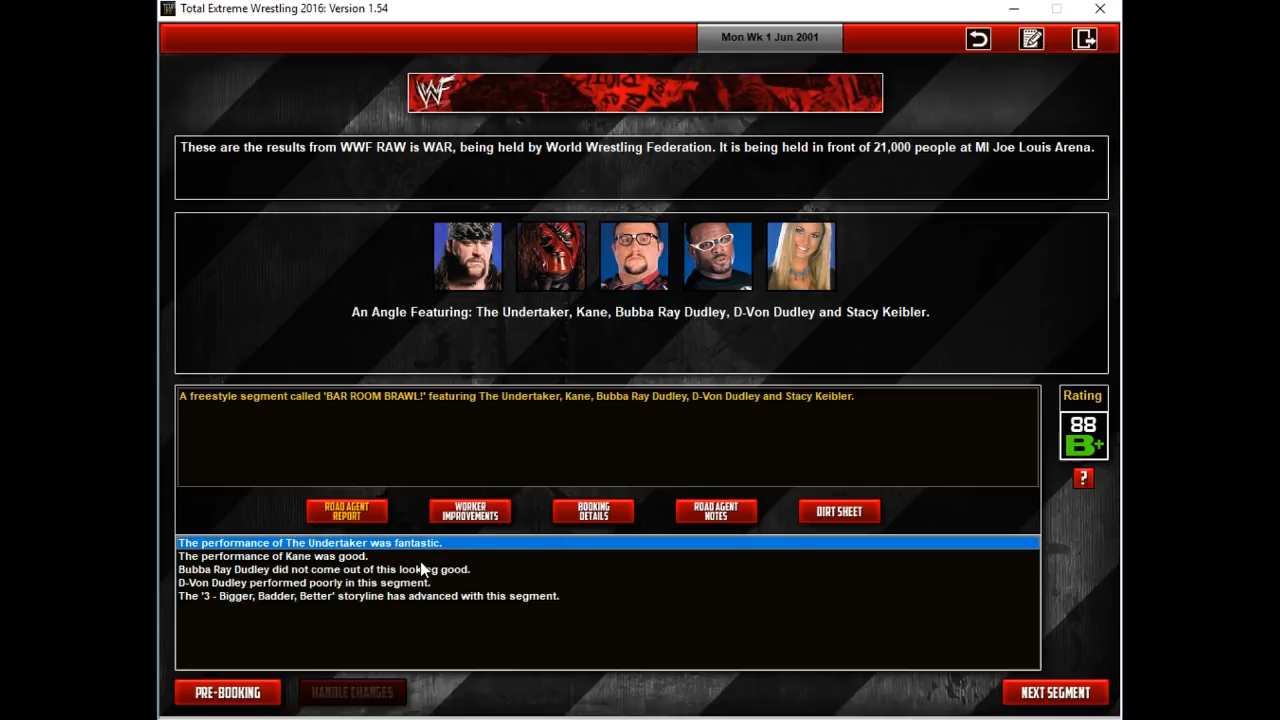 Total Extreme Wrestling 2016: Version 1.54
Mon Wk 1 Jun 2001
These are the results from WWF RAW is WAR, being held by World Wrestling Federation. It is being held in front of 21,000 people at MI Joe Louis Arena.
An Angle Featuring: The Undertaker, Kane, Bubba Ray Dudley, D-Von Dudley and Stacy Keibler.
A freestyle segment called 'BAR ROOM BRAWL!' featuring The Undertaker, Kane, Bubba Ray Dudley, D-Von Dudley and Stacy Keibler.
Rating
88
B+
?
ROAD AGENT REPORT
WORKER IMPROVEMENTS
BOOKING DETAILS
ROAD AGENT NOTES
DIRT SHEET
The performance of The Undertaker was fantastic.
The performance of Kane was good.
Bubba Ray Dudley did not come out of this looking good.
D-Von Dudley performed poorly in this segment.
The '3 - Bigger, Badder, Better' storyline has advanced with this segment.
PRE-BOOKING
HANDLE CHANGES
NEXT SEGMENT